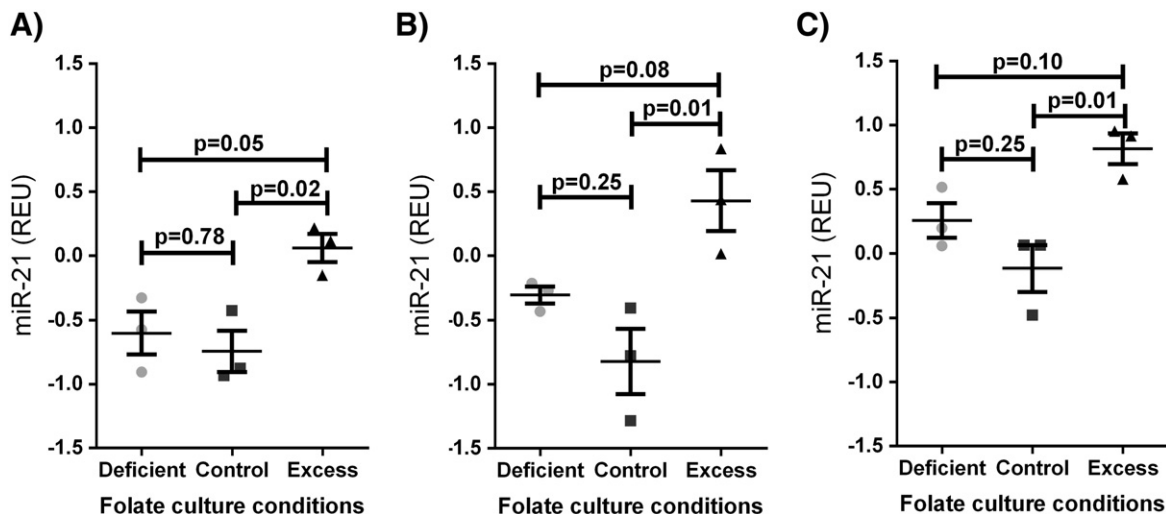 A)
miR-21 (REU)
1.5
1.0
0.5
0.0
-0.5
-1.0
-1.5
p=0.05
p=0.02
p=0.78
Deficient Control Excess
Folate culture conditions
B)
miR-21 (REU)
1.5
1.0
0.5
0.0
-0.5
-1.0
-1.5
p=0.08
p=0.01
p=0.25
Deficient Control Excess
Folate culture conditions
C)
miR-21 (REU)
1.5
1.0
0.5
0.0
-0.5
-1.0
-1.5
p=0.10
p=0.01
p=0.25
Deficient Control Excess
Folate culture conditions